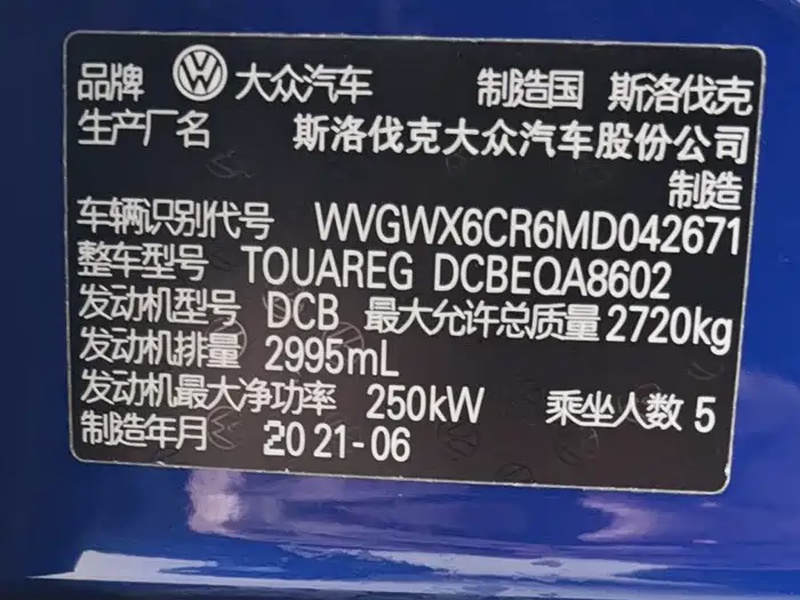 品牌 大众汽车 制造国 斯洛伐克
生产厂名 斯洛伐克大众汽车股份公司
制造
车辆识别代号 WVGWX6CR6MD042671
整车型号 TOUAREG DCBEQA8602
发动机型号 DCB 最大允许总质量 2720kg
发动机排量 2995mL
发动机最大净功率 250kW 乘坐人数 5
制造年月 2021-06